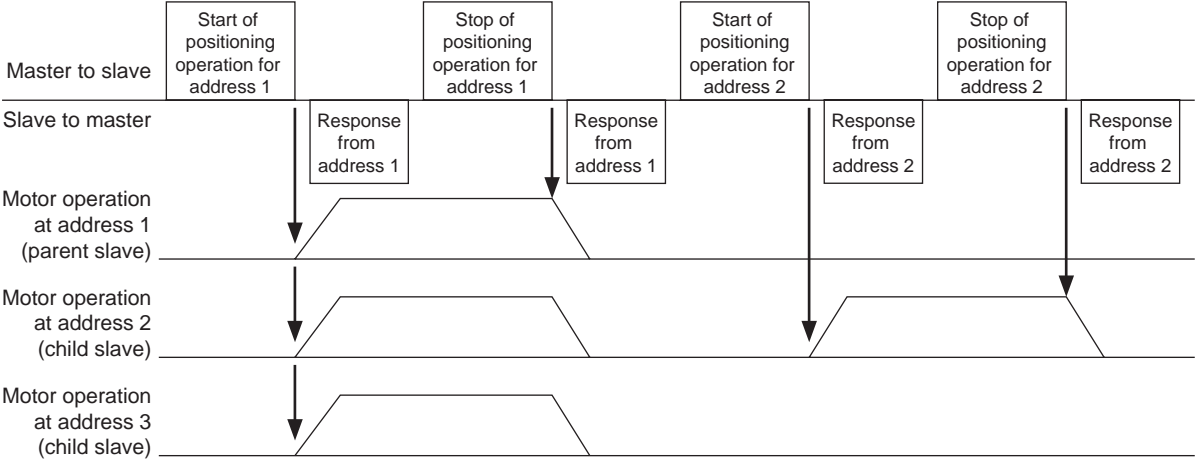 Start of
positioning
operation for
address 1
Stop of
positioning
operation for
address 1
Start of
positioning
operation for
address 2
Stop of
positioning
operation for
address 2
Master to slave
Slave to master
Response
from
address 1
Response
from
address 1
Response
from
address 2
Response
from
address 2
Motor operation
at address 1
(parent slave)
Motor operation
at address 2
(child slave)
Motor operation
at address 3
(child slave)